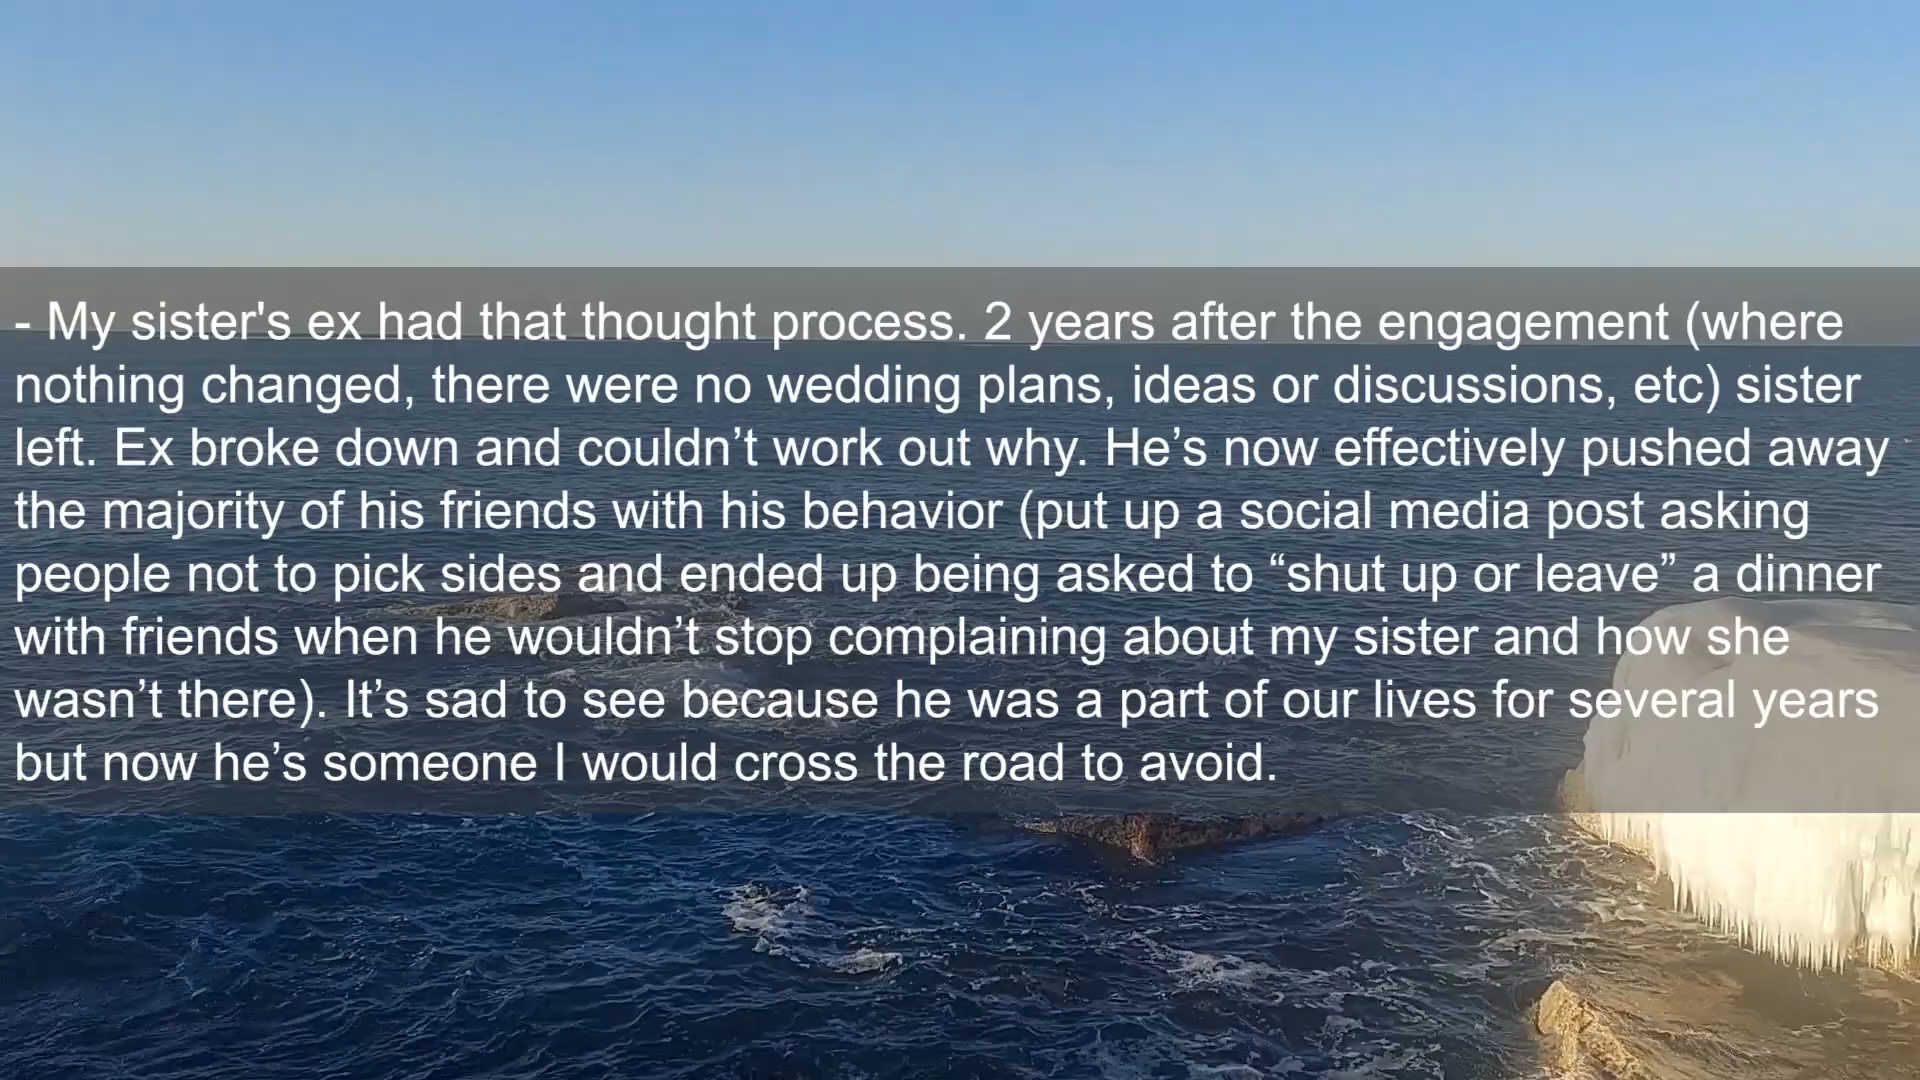 - My sister's ex had that thought process. 2 years after the engagement (where
nothing changed, there were no wedding plans, ideas or discussions, etc) sister
left. Ex broke down and couldn’t work out why. He’s now effectively pushed away
the majority of his friends with his behavior (put up a social media post asking
people not to pick sides and ended up being asked to “shut up or leave” a dinner
with friends when he wouldn’t stop complaining about my sister and how she
wasn’t there). It’s sad to see because he was a part of our lives for several years
but now he’s someone I would cross the road to avoid.